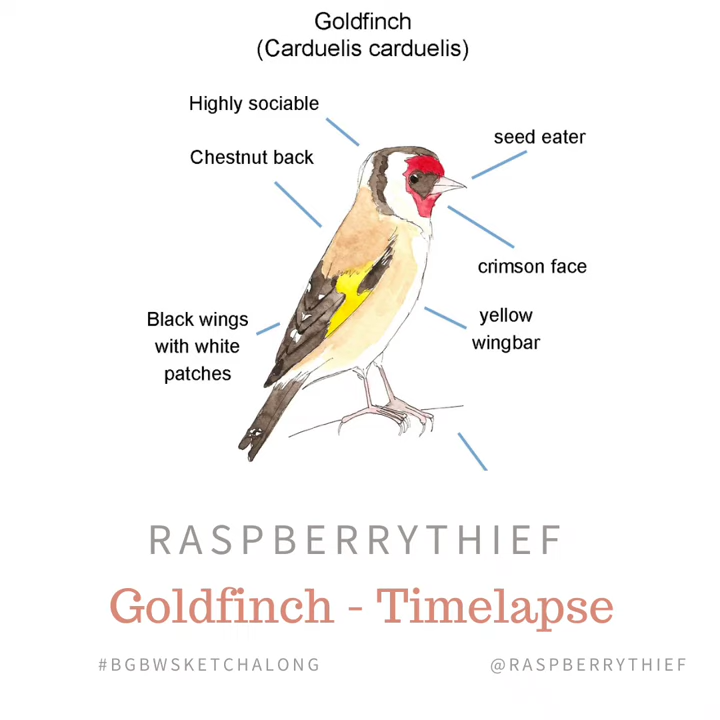 Goldfinch
(Carduelis carduelis)
Highly sociable
seed eater
Chestnut back
crimson face
Black wings
with white
patches
yellow
wingbar
RASPBERRYTHIEF
Goldfinch - Timelapse
#BGBWSKETCHALONG
@RASPBERRYTHIEF